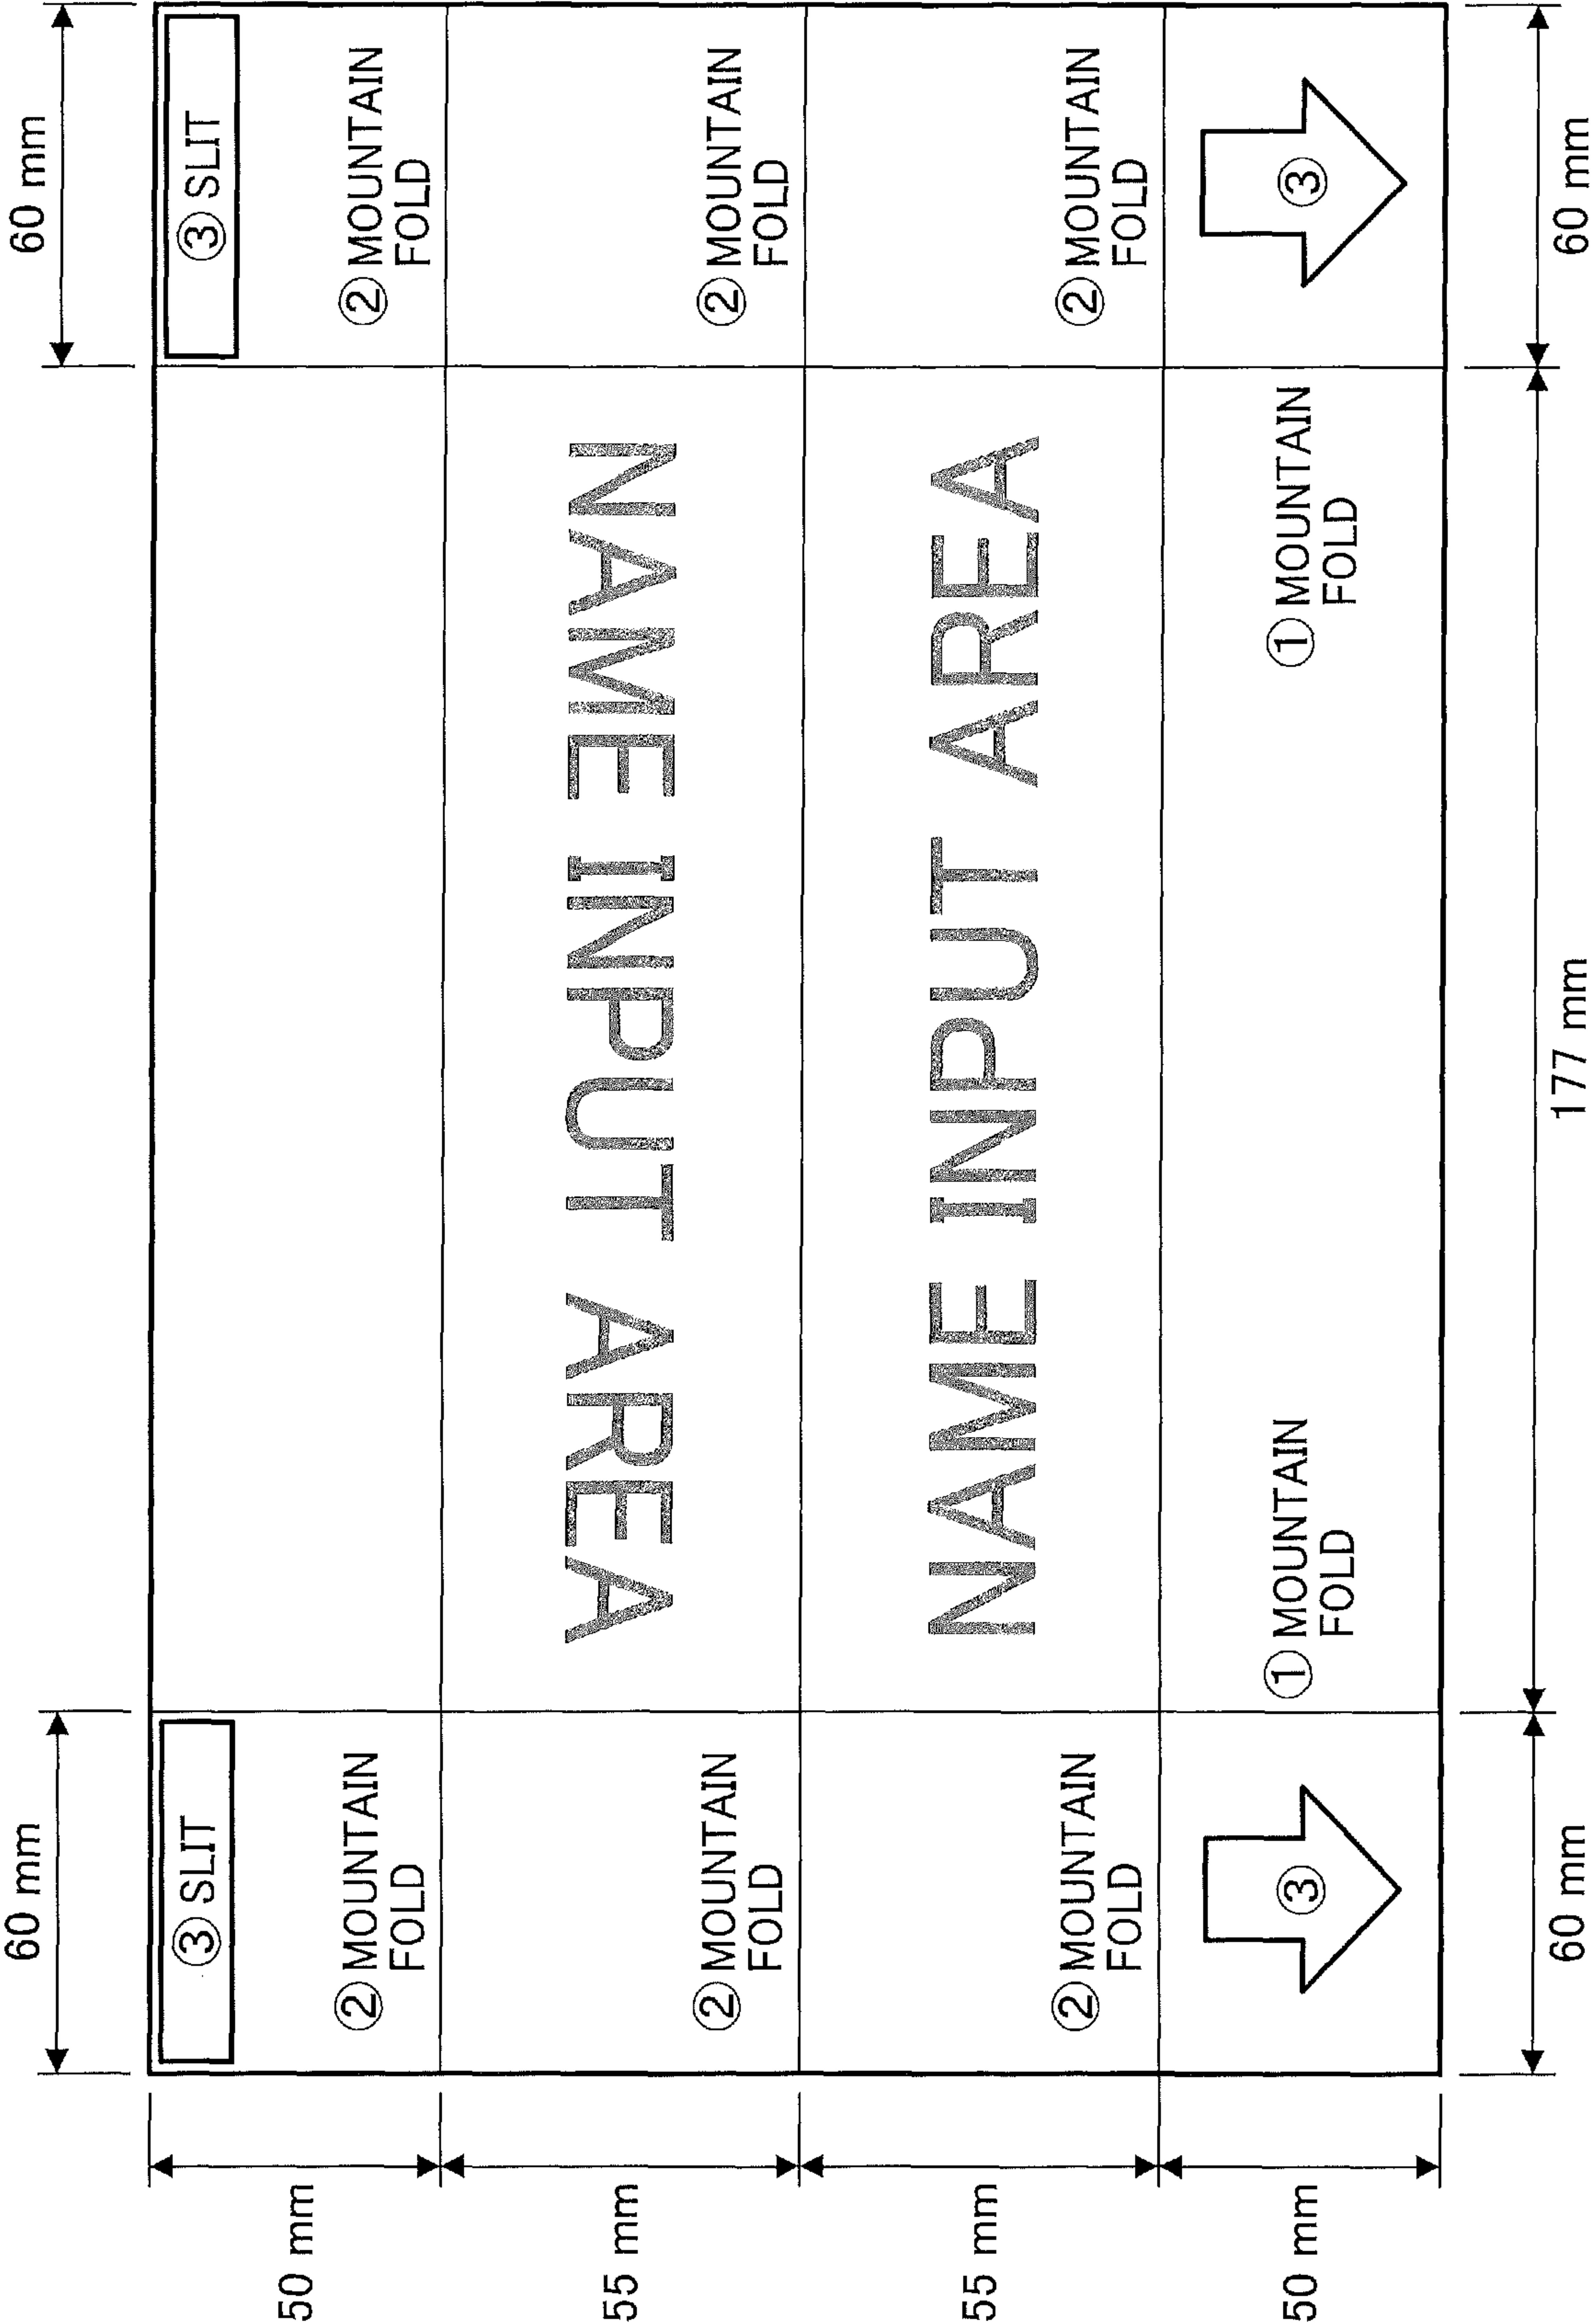 60 mm
60 mm
③ SLIT
③ SLIT
50 mm
② MOUNTAIN
FOLD
② MOUNTAIN
FOLD
55 mm
NAME INPUT AREA
② MOUNTAIN
FOLD
② MOUNTAIN
FOLD
55 mm
NAME INPUT AREA
② MOUNTAIN
FOLD
② MOUNTAIN
FOLD
50 mm
③
① MOUNTAIN
FOLD
① MOUNTAIN
FOLD
③
60 mm
177 mm
60 mm